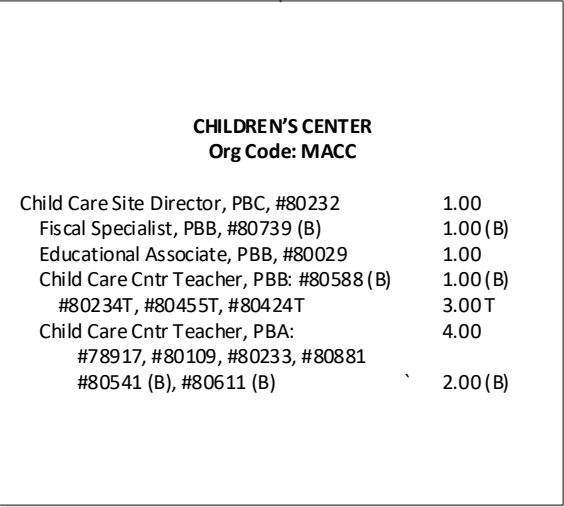 CHILDREN'S CENTER
Org Code: MACC
Child Care Site Director, PBC, #80232 1.00
Fiscal Specialist, PBB, #80739 (B) 1.00 (B)
Educational Associate, PBB, #80029 1.00
Child Care Cntr Teacher, PBB: #80588 (B) 1.00 (B)
#80234T, #80455T, #80424T 3.00 T
Child Care Cntr Teacher, PBA: 4.00
#78917, #80109, #80233, #80881
#80541 (B), #80611 (B) ` 2.00 (B)